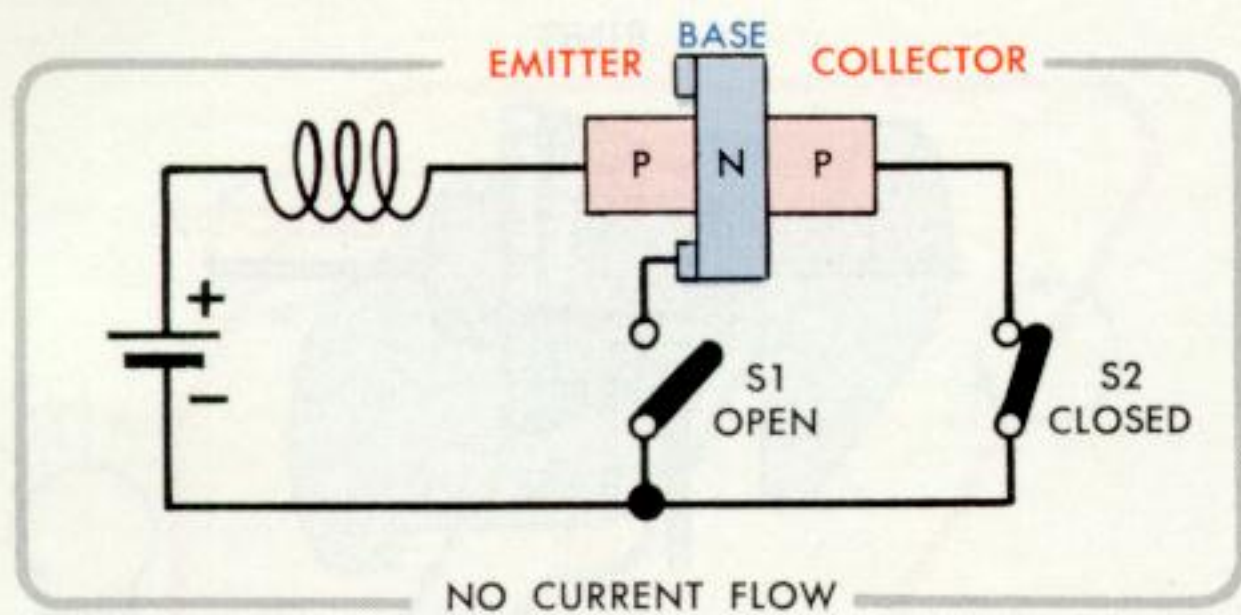 BASE
EMITTER COLLECTOR
P N P
+
−
S1
OPEN
S2
CLOSED
NO CURRENT FLOW